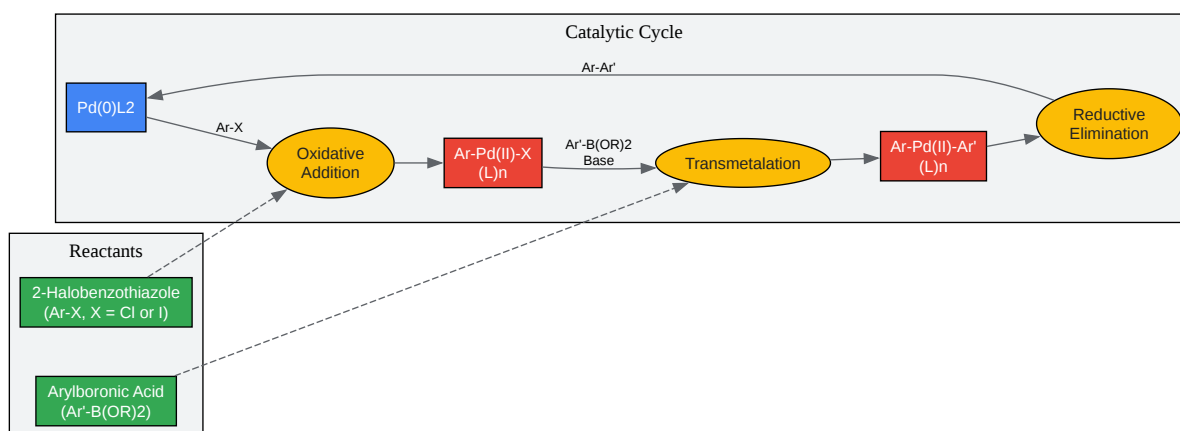 Catalytic Cycle
Ar-Ar'
Pd(0)L2
Ar-X
Oxidative
Addition
Ar-Pd(II)-X
(L)n
Ar'-B(OR)2
Base
Transmetalation
Ar-Pd(II)-Ar'
(L)n
Reductive
Elimination
Reactants
2-Halobenzothiazole
(Ar-X, X = Cl or I)
Arylboronic Acid
(Ar'-B(OR)2)